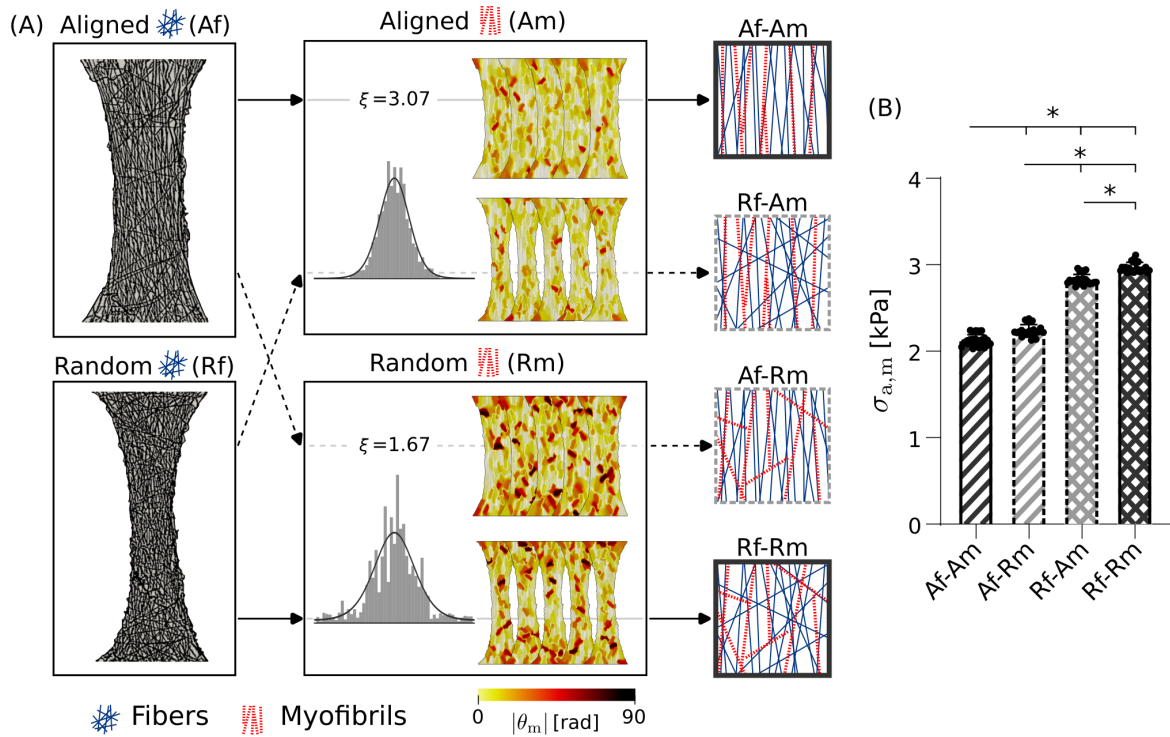 (A)
Aligned (Af)
Aligned (Am)
ξ=3.07
Random (Rf)
Random (Rm)
ξ=1.67
Af-Am
Rf-Am
Af-Rm
Rf-Rm
Fibers
Myofibrils
0
90
|θm| [rad]
(B)
*
*
*
4
3
2
1
0
σa,m [kPa]
Af-Am
Af-Rm
Rf-Am
Rf-Rm